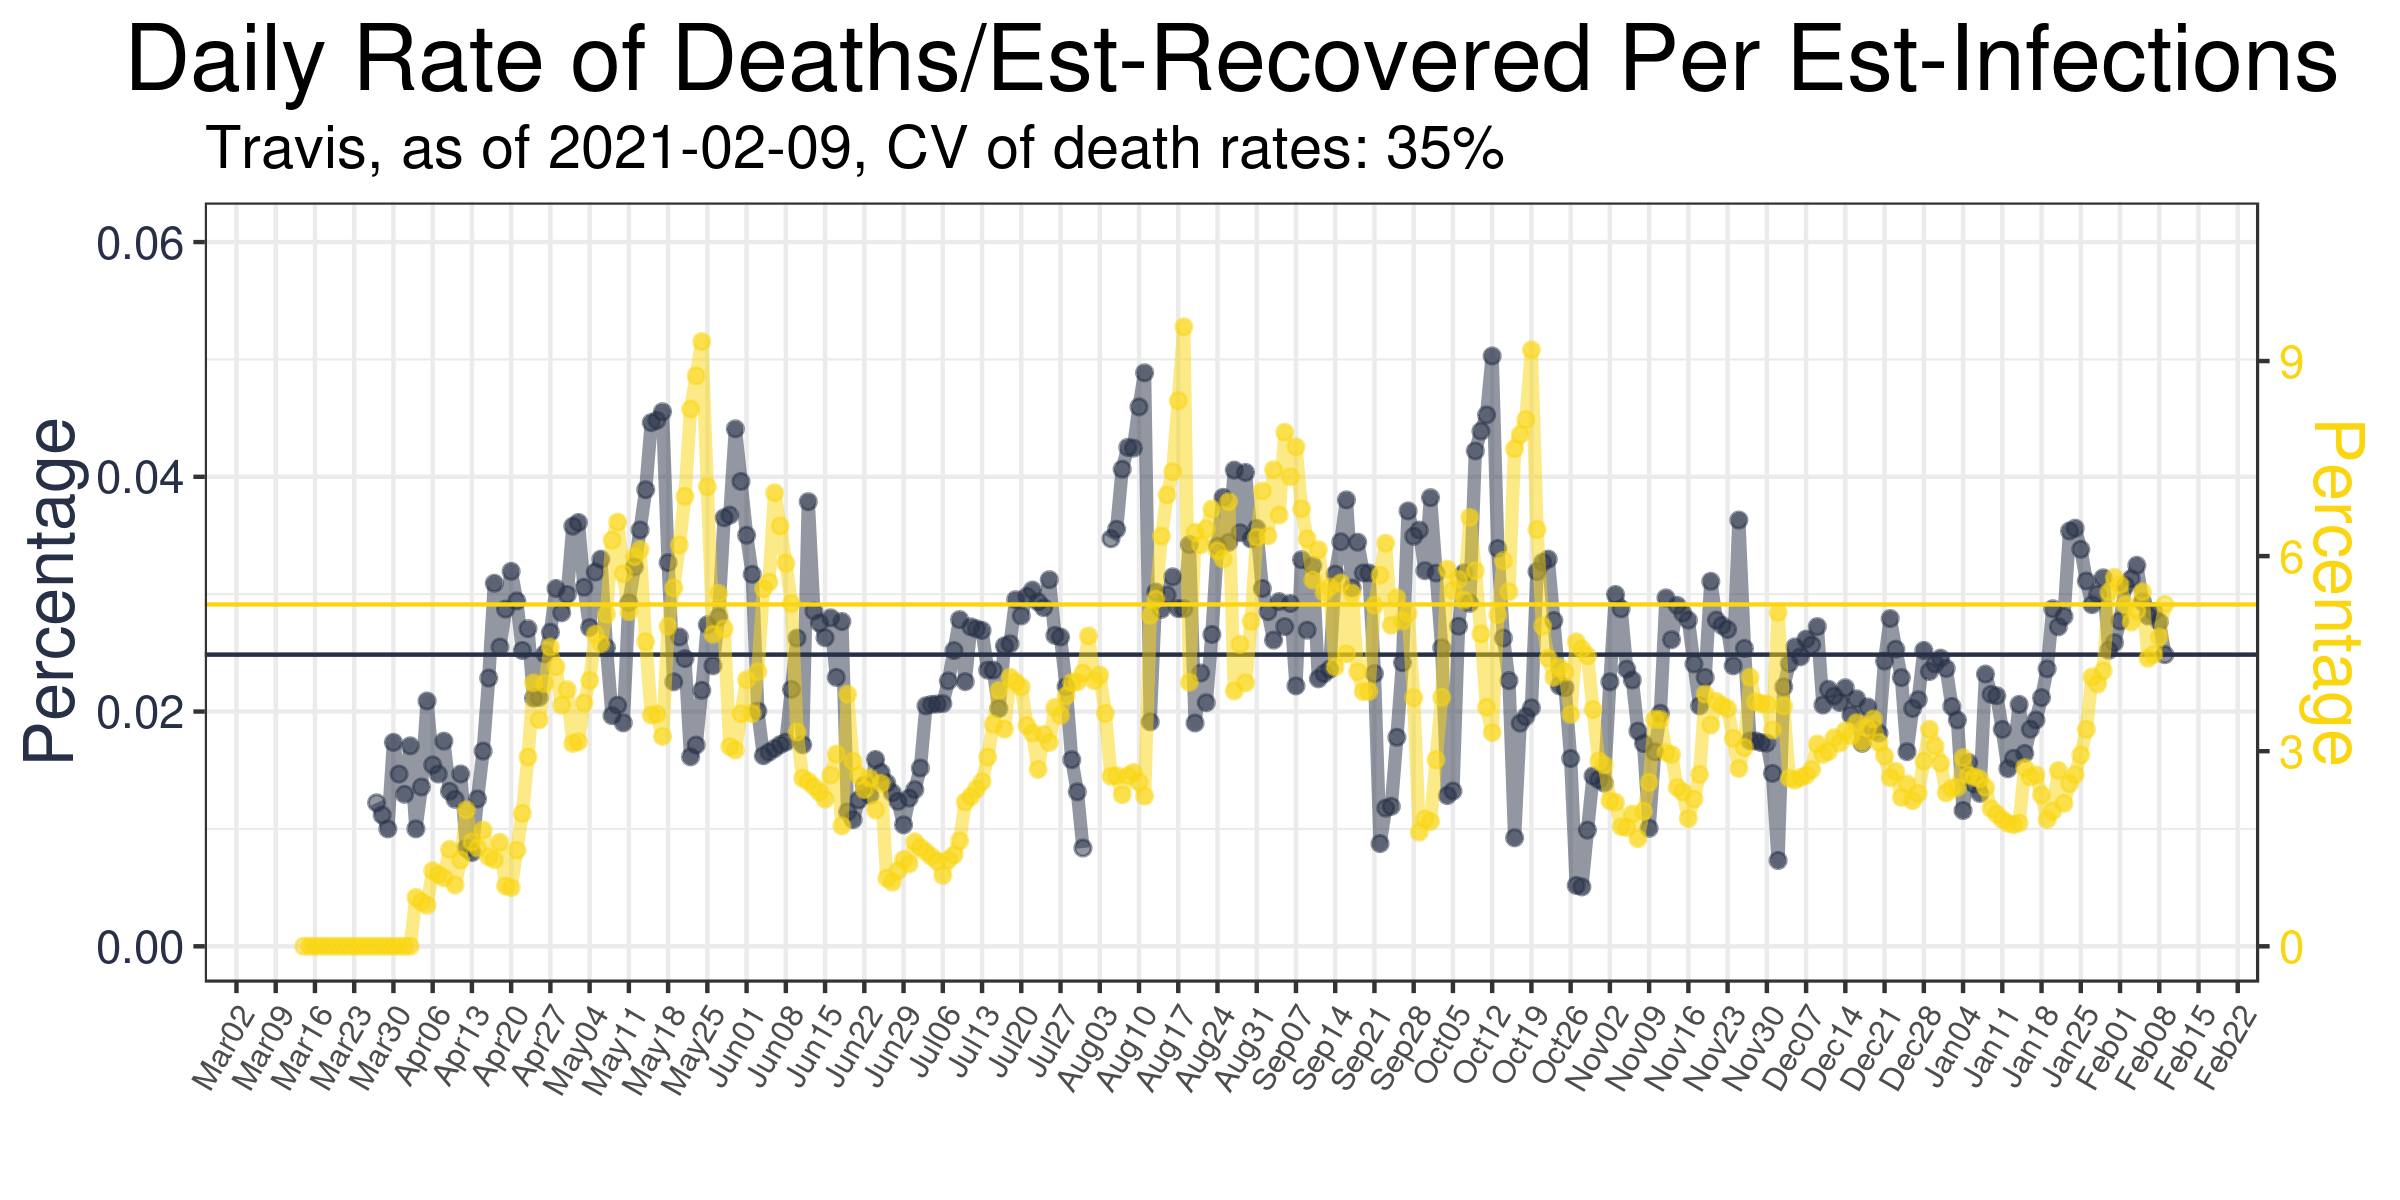 Daily Rate of Deaths/Est-Recovered Per Est-Infections
Travis, as of 2021-02-09, CV of death rates: 35%
Percentage
0.06
0.04
0.02
0.00
9
6
3
0
Percentage
Mar02
Mar09
Mar16
Mar23
Mar30
Apr06
Apr13
Apr20
Apr27
May04
May11
May18
May25
Jun01
Jun08
Jun15
Jun22
Jun29
Jul06
Jul13
Jul20
Jul27
Aug03
Aug10
Aug17
Aug24
Aug31
Sep07
Sep14
Sep21
Sep28
Oct05
Oct12
Oct19
Oct26
Nov02
Nov09
Nov16
Nov23
Nov30
Dec07
Dec14
Dec21
Dec28
Jan04
Jan11
Jan18
Jan25
Feb01
Feb08
Feb15
Feb22